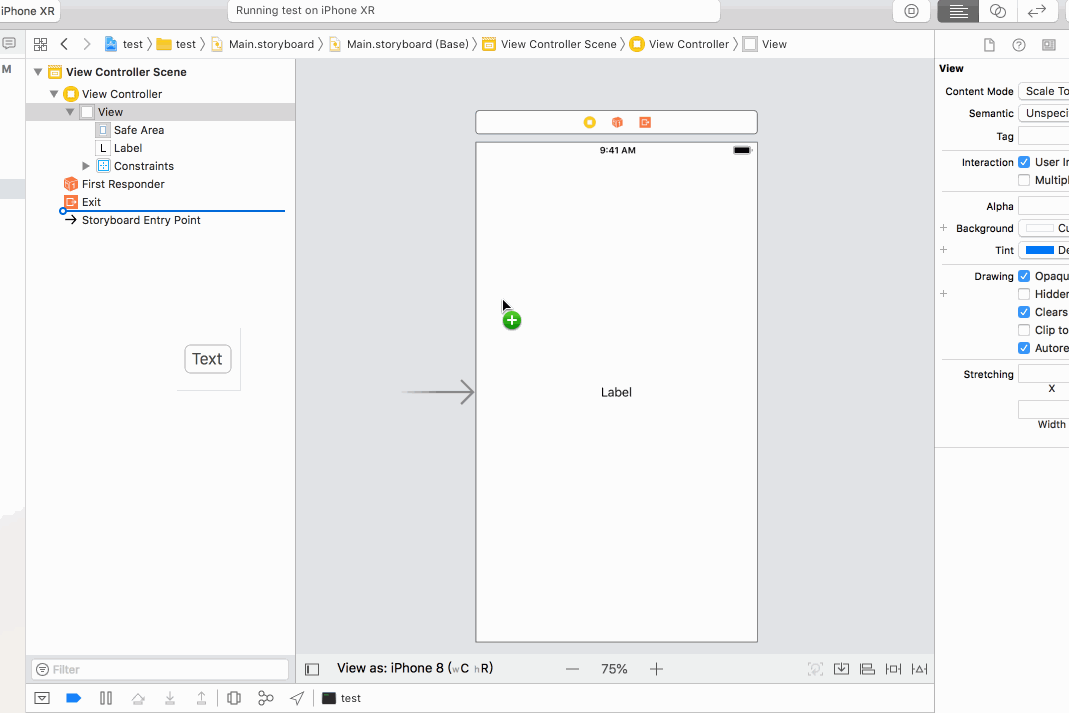 iPhone XR
Running test on iPhone XR
test
test
Main.storyboard
Main.storyboard (Base)
View Controller Scene
View Controller
View
M
View Controller Scene
View Controller
View
Safe Area
L Label
Constraints
First Responder
Exit
Storyboard Entry Point
Text
9:41 AM
Label
View
Content Mode Scale To
Semantic Unspeci
Tag
Interaction User In
Multipl
Alpha
Background Cu
Tint De
Drawing Opaqu
Hidden
Clears
Clip to
Autore
Stretching
X
Width
Filter
View as: iPhone 8 (wC hR)
75%
test